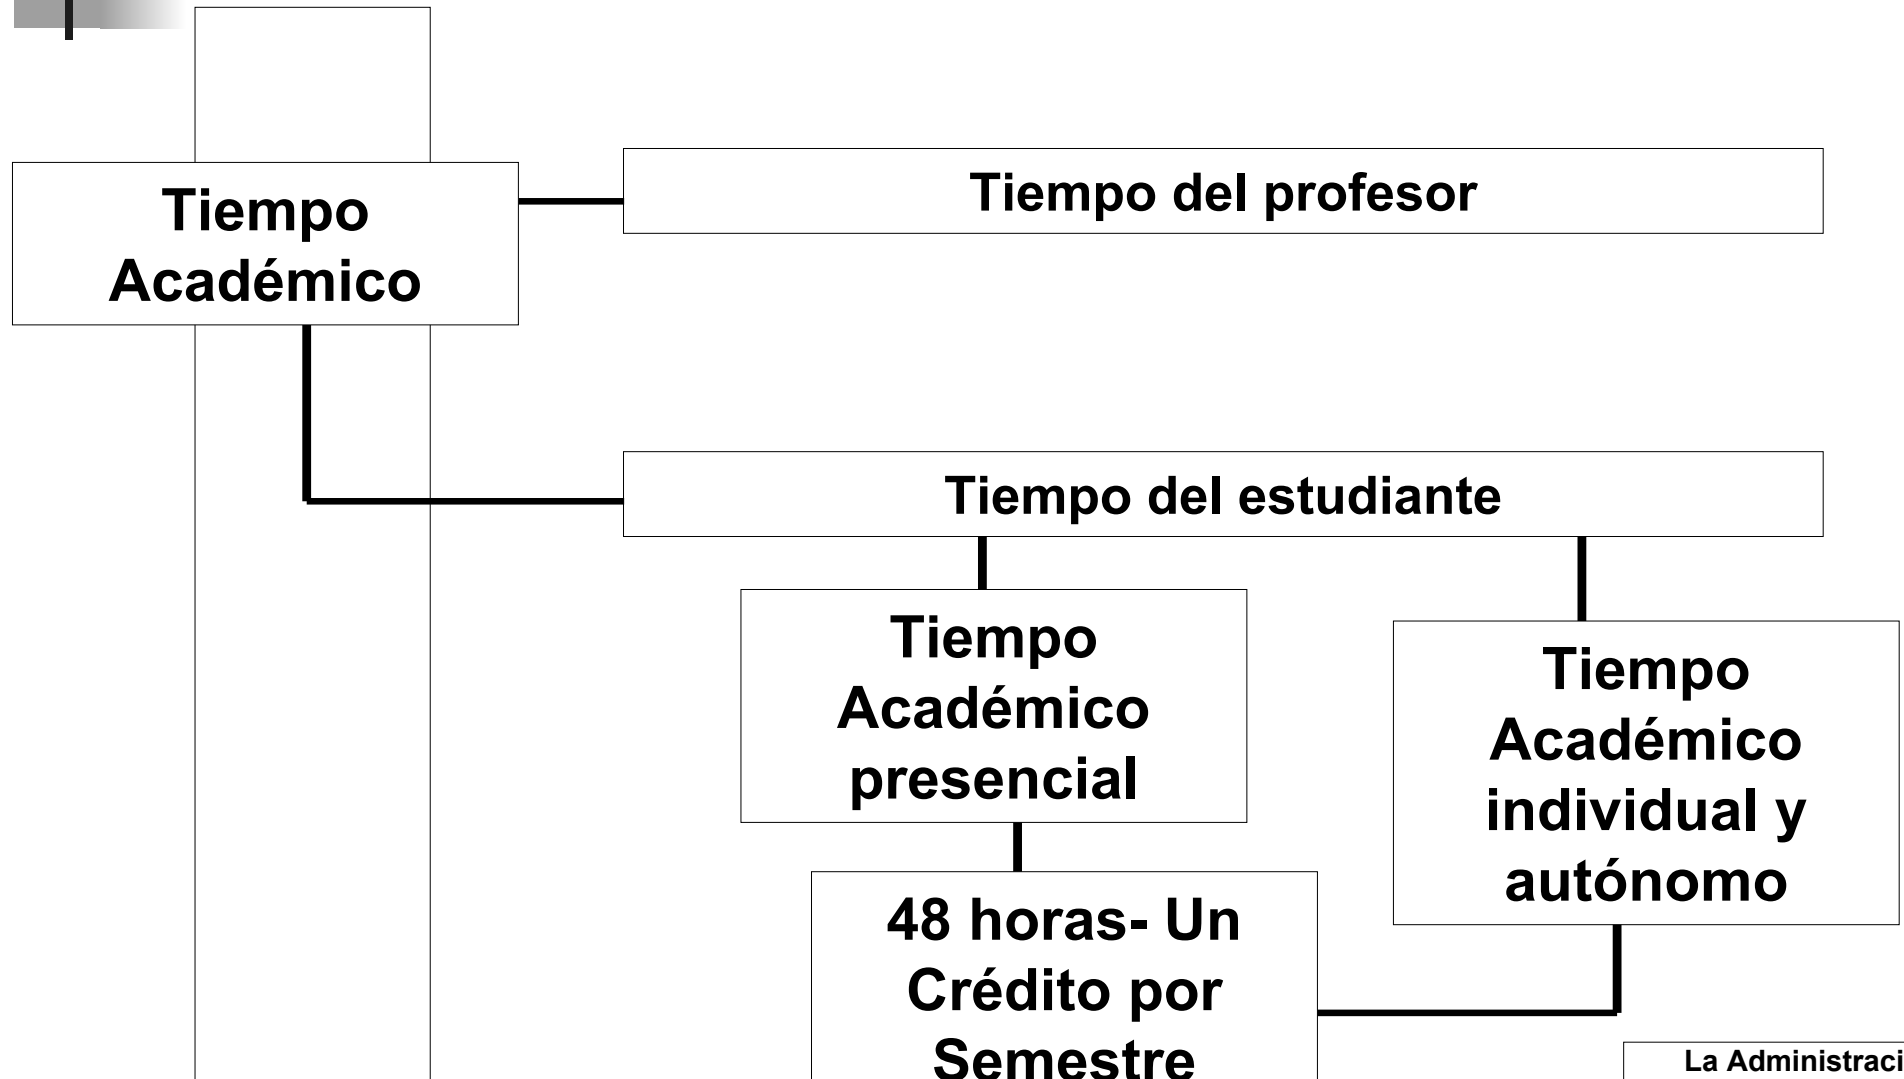 Tiempo
Académico
Tiempo del profesor
Tiempo del estudiante
Tiempo
Académico
presencial
Tiempo
Académico
individual y
autónomo
48 horas- Un
Crédito por
Semestre
La